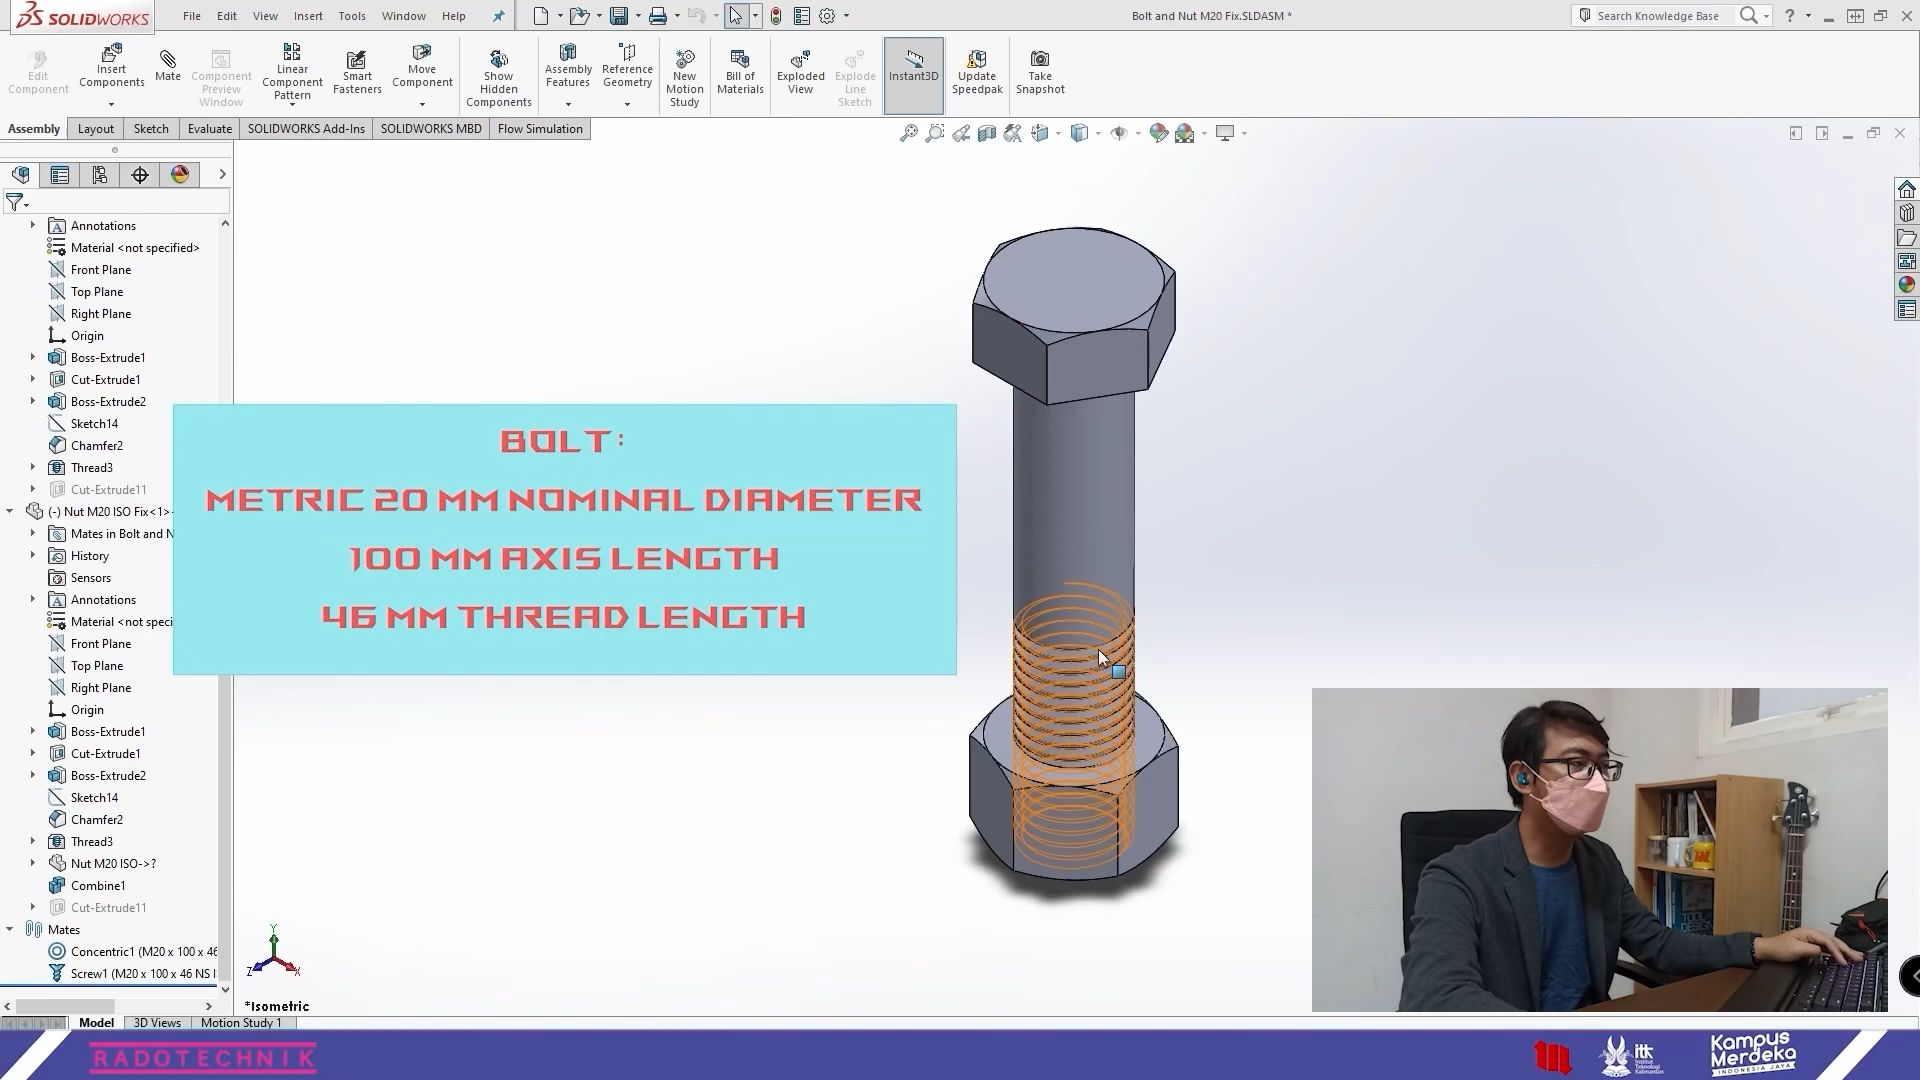 SOLIDWORKS
File Edit View Insert Tools Window Help
Bolt and Nut M20 Fix.SLDASM *
Search Knowledge Base
Edit Component
Insert Components
Mate
Component Preview Window
Linear Component Pattern
Smart Fasteners
Move Component
Show Hidden Components
Assembly Features
Reference Geometry
New Motion Study
Bill of Materials
Exploded View
Explode Line Sketch
Instant3D
Update Speedpak
Take Snapshot
Assembly Layout Sketch Evaluate SOLIDWORKS Add-Ins SOLIDWORKS MBD Flow Simulation
Annotations
Material <not specified>
Front Plane
Top Plane
Right Plane
Origin
Boss-Extrude1
Cut-Extrude1
Boss-Extrude2
Sketch14
Chamfer2
Thread3
Cut-Extrude11
(-) Nut M20 ISO Fix<1>
Mates in Bolt and N
History
Sensors
Annotations
Material <not speci
Front Plane
Top Plane
Right Plane
Origin
Boss-Extrude1
Cut-Extrude1
Boss-Extrude2
Sketch14
Chamfer2
Thread3
Nut M20 ISO->?
Combine1
Cut-Extrude11
Mates
Concentric1 (M20 x 100 x 46
Screw1 (M20 x 100 x 46 NS I
BOLT:
METRIC 20 MM NOMINAL DIAMETER
100 MM AXIS LENGTH
46 MM THREAD LENGTH
Y
Z
X
*Isometric
Model 3D Views Motion Study 1
RADOTECHNIK
itk
Kampus
Merdeka
INDONESIA JAYA